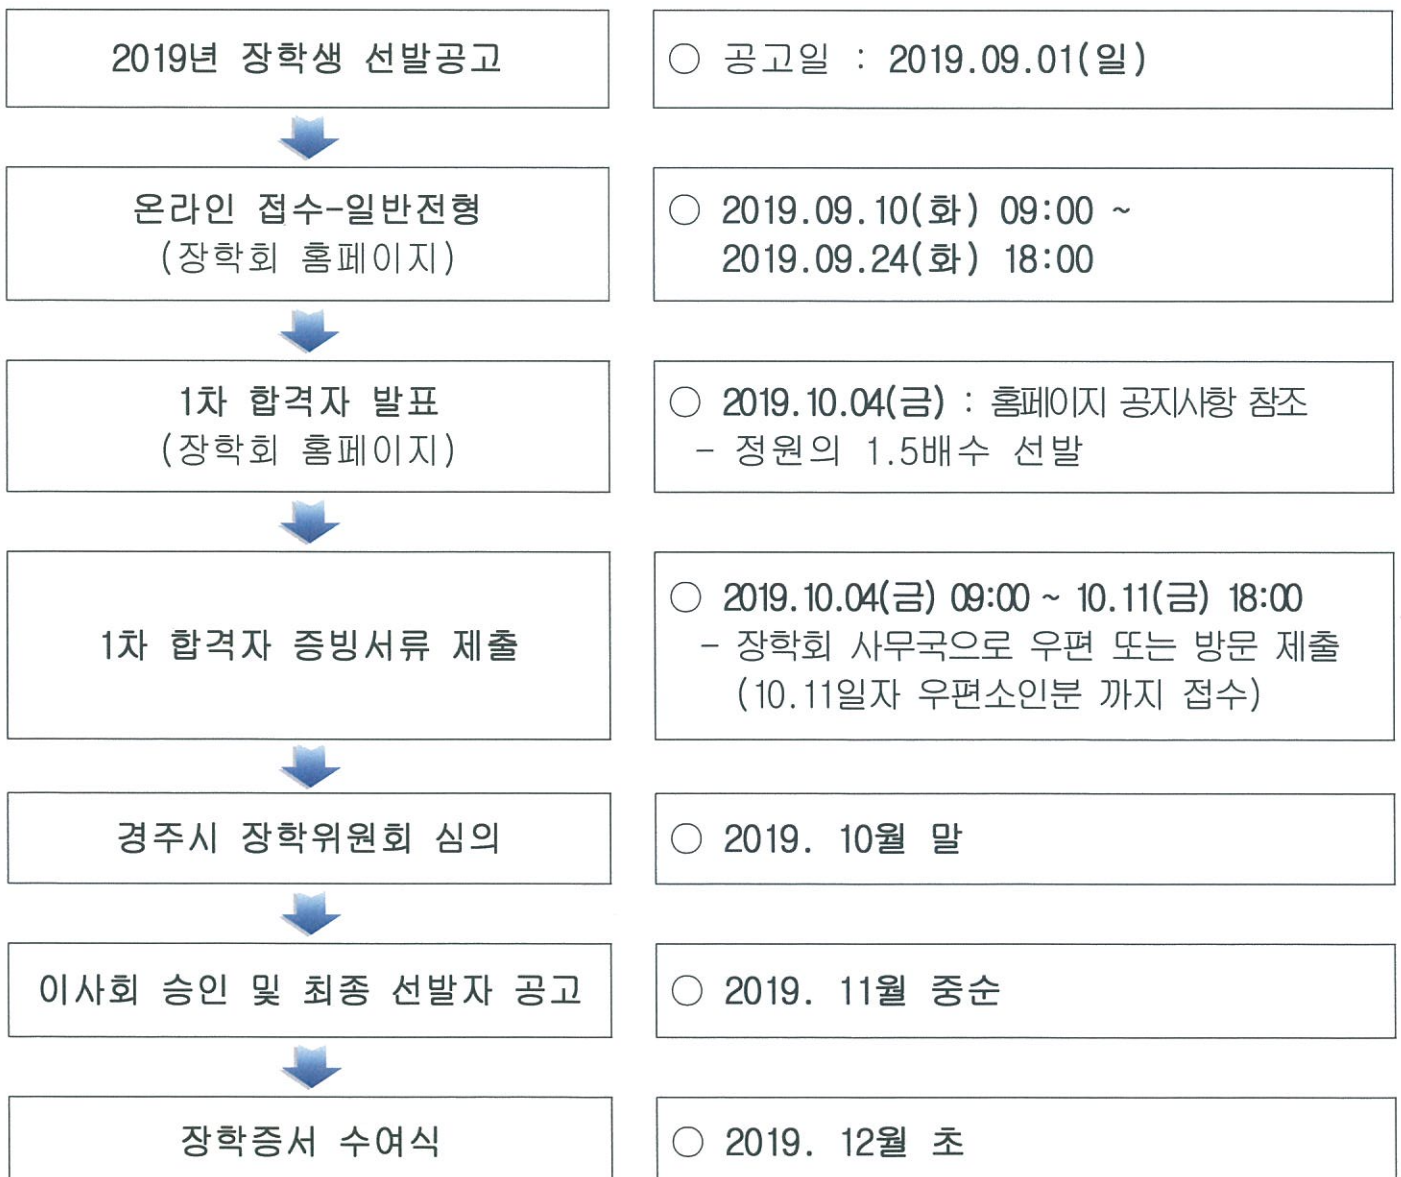 2019년 장학생 선발공고
○ 공고일 : 2019.09.01(일)
온라인 접수-일반전형
(장학회 홈페이지)
○ 2019.09.10(화) 09:00 ~
2019.09.24(화) 18:00
1차 합격자 발표
(장학회 홈페이지)
○ 2019.10.04(금) : 홈페이지 공지사항 참조
- 정원의 1.5배수 선발
1차 합격자 증빙서류 제출
○ 2019.10.04(금) 09:00 ~ 10.11(금) 18:00
- 장학회 사무국으로 우편 또는 방문 제출
(10.11일자 우편소인분 까지 접수)
경주시 장학위원회 심의
○ 2019. 10월 말
이사회 승인 및 최종 선발자 공고
○ 2019. 11월 중순
장학증서 수여식
○ 2019. 12월 초